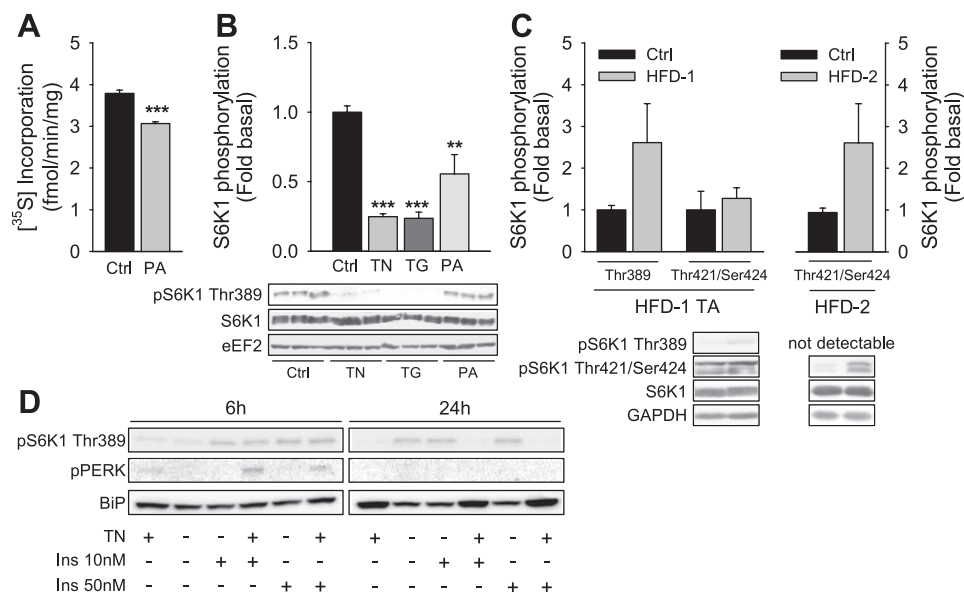 A
[35S] Incorporation
(fmol/min/mg)
5
4
3
2
1
0
***
Ctrl PA
B
S6K1 phosphorylation
(Fold basal)
1.5
1.0
0.5
0.0
*** *** **
Ctrl TN TG PA
pS6K1 Thr389
S6K1
eEF2
Ctrl TN TG PA
C
S6K1 phosphorylation
(Fold basal)
5
4
3
2
1
0
Ctrl
HFD-1
Ctrl
HFD-2
5
4
3
2
1
0
S6K1 phosphorylation
(Fold basal)
Thr389 Thr421/Ser424 Thr421/Ser424
HFD-1 TA HFD-2
pS6K1 Thr389 not detectable
pS6K1 Thr421/Ser424
S6K1
GAPDH
D
6h 24h
pS6K1 Thr389
pPERK
BiP
TN + - - + - + + - - + - +
Ins 10nM - - + + - - - - + + - -
Ins 50nM - - - - + + - - - - + +